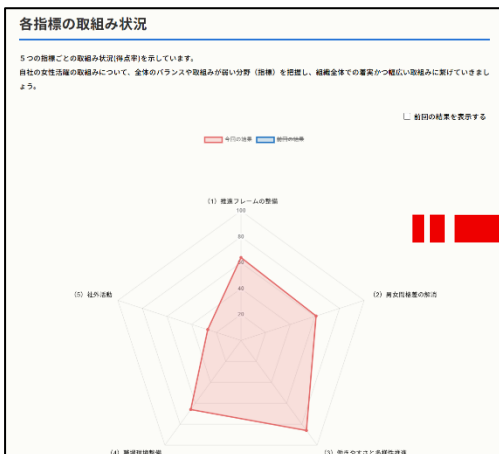 各指標の取組み状況
5つの指標ごとの取組み状況(得点率)を示しています。
自社の女性活躍の取組みについて、全体のバランスや取組みが弱い分野(指標)を把握し、組織全体での着実かつ幅広い取組みに繋げていきまし
ょう。
前回の結果を表示する
今回の結果 前回の結果
(1)推進フレームの整備
100
80
60
40
20
(2)男女間格差の解消
(5)社外活動
(4)職場環境整備
(3)働きやすさと多様性推進